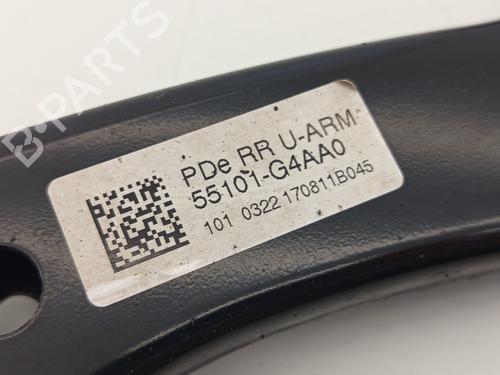 B-PARTS
PDe RR U-ARM
55101-G4AA0
101 0322 170811B045